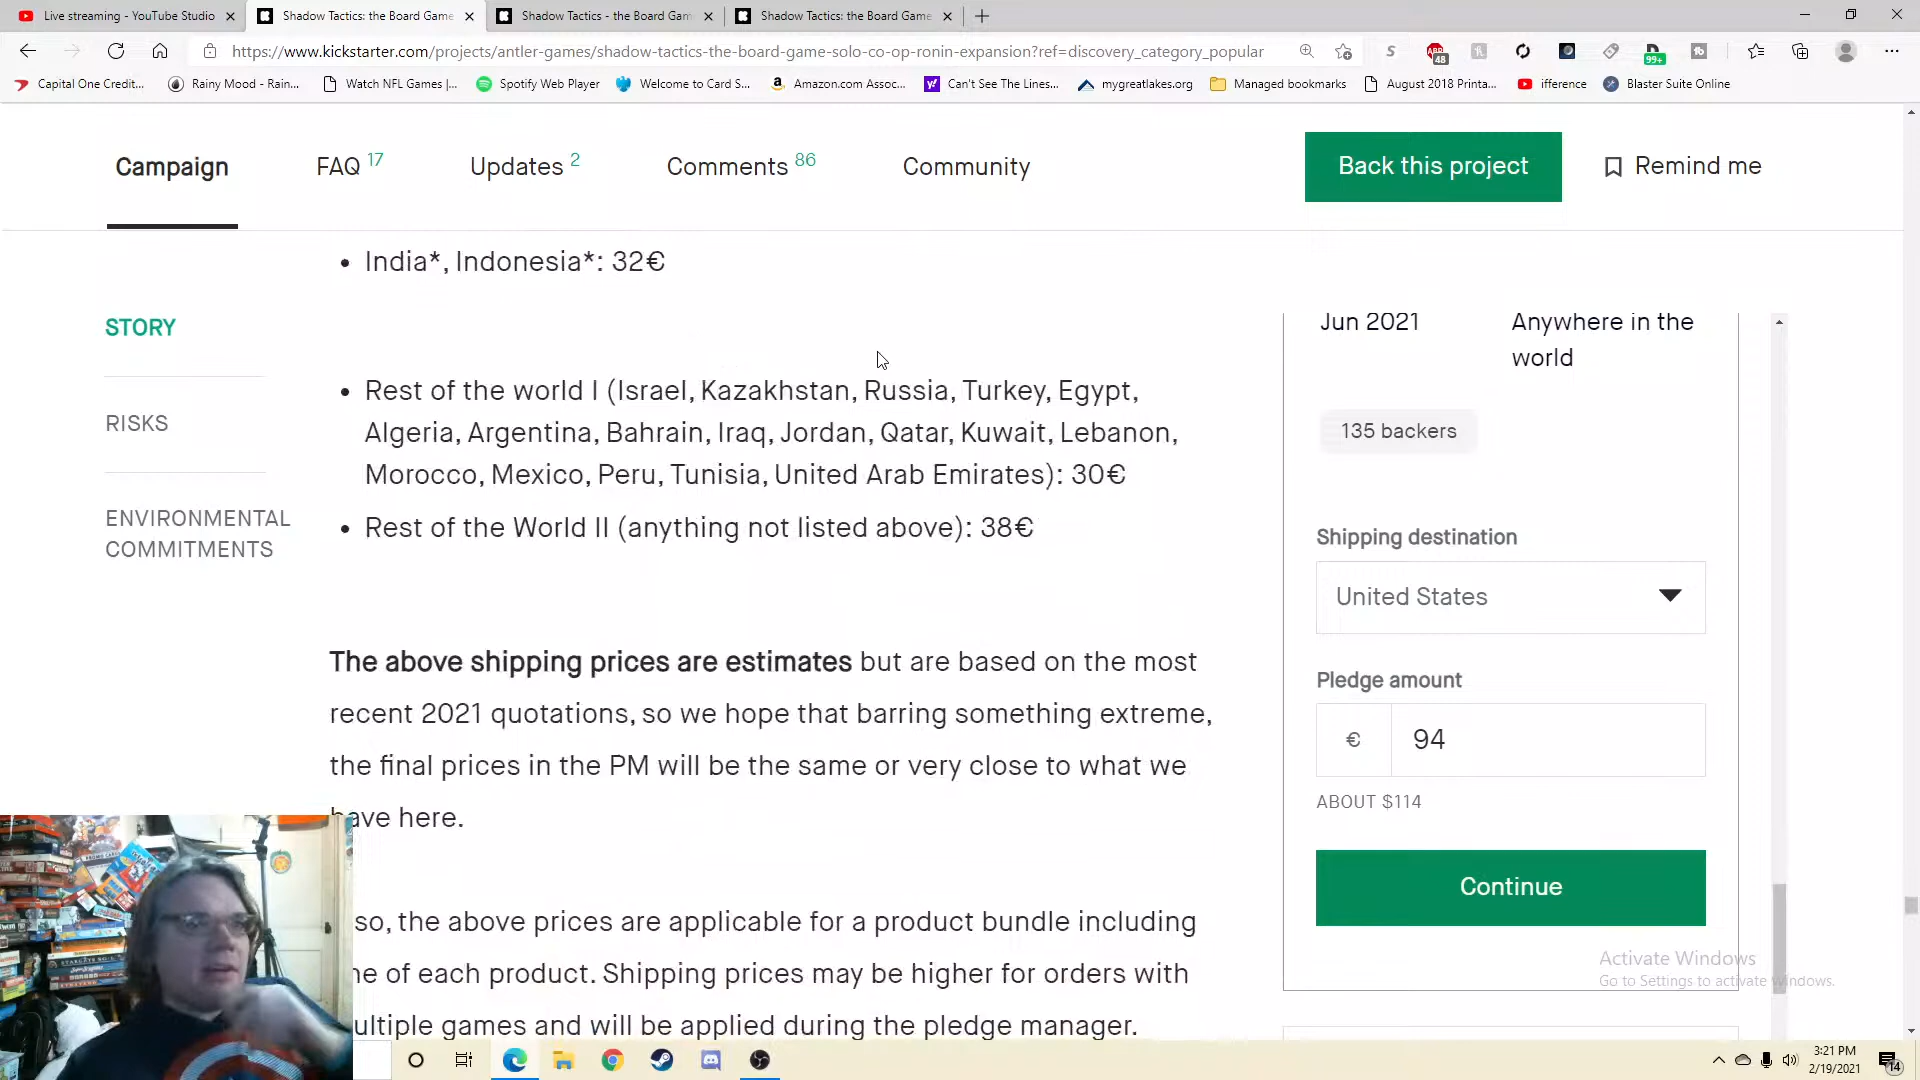 Live streaming - YouTube Studio
Shadow Tactics: the Board Game
Shadow Tactics - the Board Gam
Shadow Tactics: the Board Game
https://www.kickstarter.com/projects/antler-games/shadow-tactics-the-board-game-solo-co-op-ronin-expansion?ref=discovery_category_popular
48
99+
Capital One Credit...
Rainy Mood - Rain...
Watch NFL Games |...
Spotify Web Player
Welcome to Card S...
Amazon.com Assoc...
Can't See The Lines...
mygreatlakes.org
Managed bookmarks
August 2018 Printa...
ifference
Blaster Suite Online
Campaign
FAQ 17
Updates 2
Comments 86
Community
Back this project
Remind me
STORY
RISKS
ENVIRONMENTAL
COMMITMENTS
• India*, Indonesia*: 32€
• Rest of the world I (Israel, Kazakhstan, Russia, Turkey, Egypt,
Algeria, Argentina, Bahrain, Iraq, Jordan, Qatar, Kuwait, Lebanon,
Morocco, Mexico, Peru, Tunisia, United Arab Emirates): 30€
• Rest of the World II (anything not listed above): 38€
The above shipping prices are estimates but are based on the most
recent 2021 quotations, so we hope that barring something extreme,
the final prices in the PM will be the same or very close to what we
have here.
so, the above prices are applicable for a product bundle including
ne of each product. Shipping prices may be higher for orders with
ultiple games and will be applied during the pledge manager.
Jun 2021
Anywhere in the
world
135 backers
Shipping destination
United States
Pledge amount
€ 94
ABOUT $114
Continue
Activate Windows
Go to Settings to activate Windows.
3:21 PM
2/19/2021
14